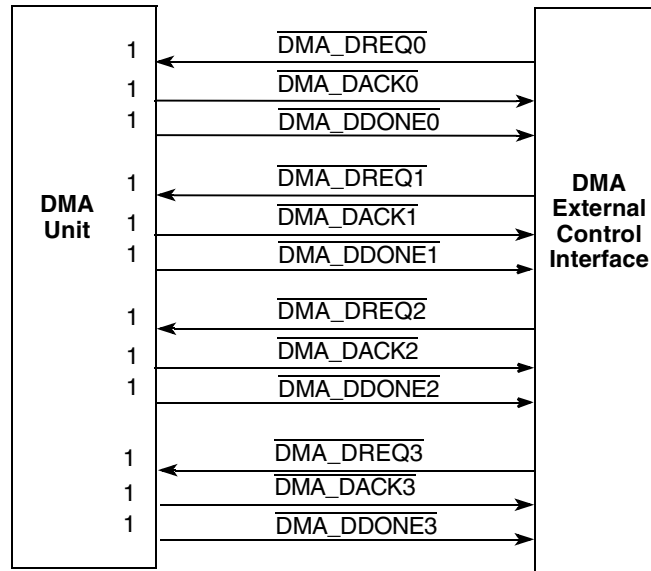 1 DMA_DREQ0
1 DMA_DACK0
1 DMA_DDONE0
1 DMA_DREQ1
DMA
Unit
1 DMA_DACK1
1 DMA_DDONE1
DMA
External
Control
Interface
1 DMA_DREQ2
1 DMA_DACK2
1 DMA_DDONE2
1 DMA_DREQ3
1 DMA_DACK3
1 DMA_DDONE3